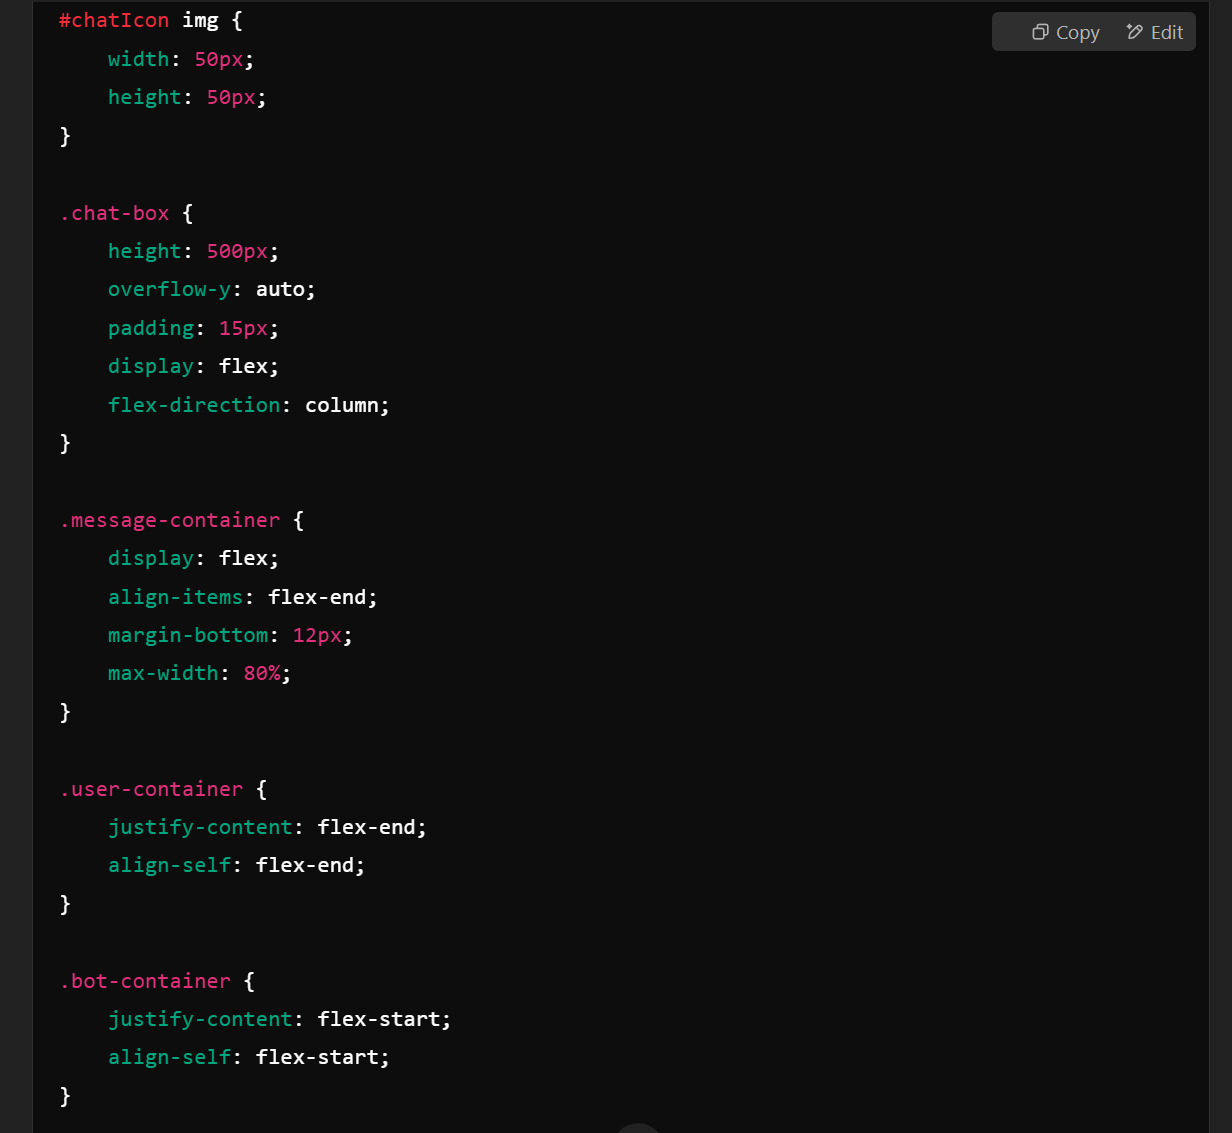 #chatIcon img {
Copy Edit
    width: 50px;
    height: 50px;
}

.chat-box {
    height: 500px;
    overflow-y: auto;
    padding: 15px;
    display: flex;
    flex-direction: column;
}

.message-container {
    display: flex;
    align-items: flex-end;
    margin-bottom: 12px;
    max-width: 80%;
}

.user-container {
    justify-content: flex-end;
    align-self: flex-end;
}

.bot-container {
    justify-content: flex-start;
    align-self: flex-start;
}